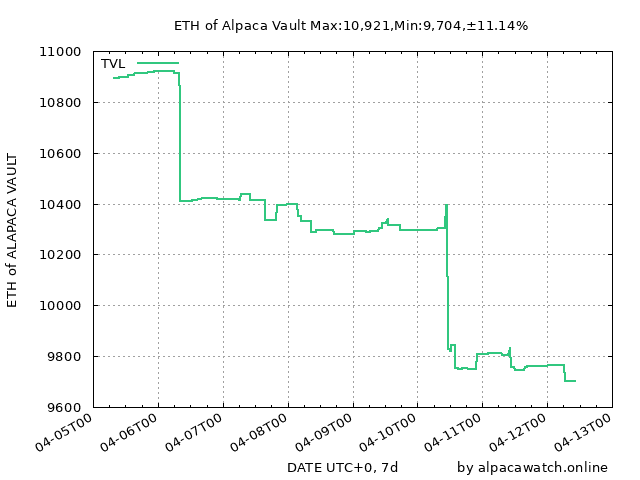 ETH of Alpaca Vault Max:10,921,Min:9,704,±11.14%
TVL
ETH of ALAPACA VAULT
11000
10800
10600
10400
10200
10000
9800
9600
04-05T00
04-06T00
04-07T00
04-08T00
04-09T00
04-10T00
04-11T00
04-12T00
04-13T00
DATE UTC+0, 7d
by alpacawatch.online